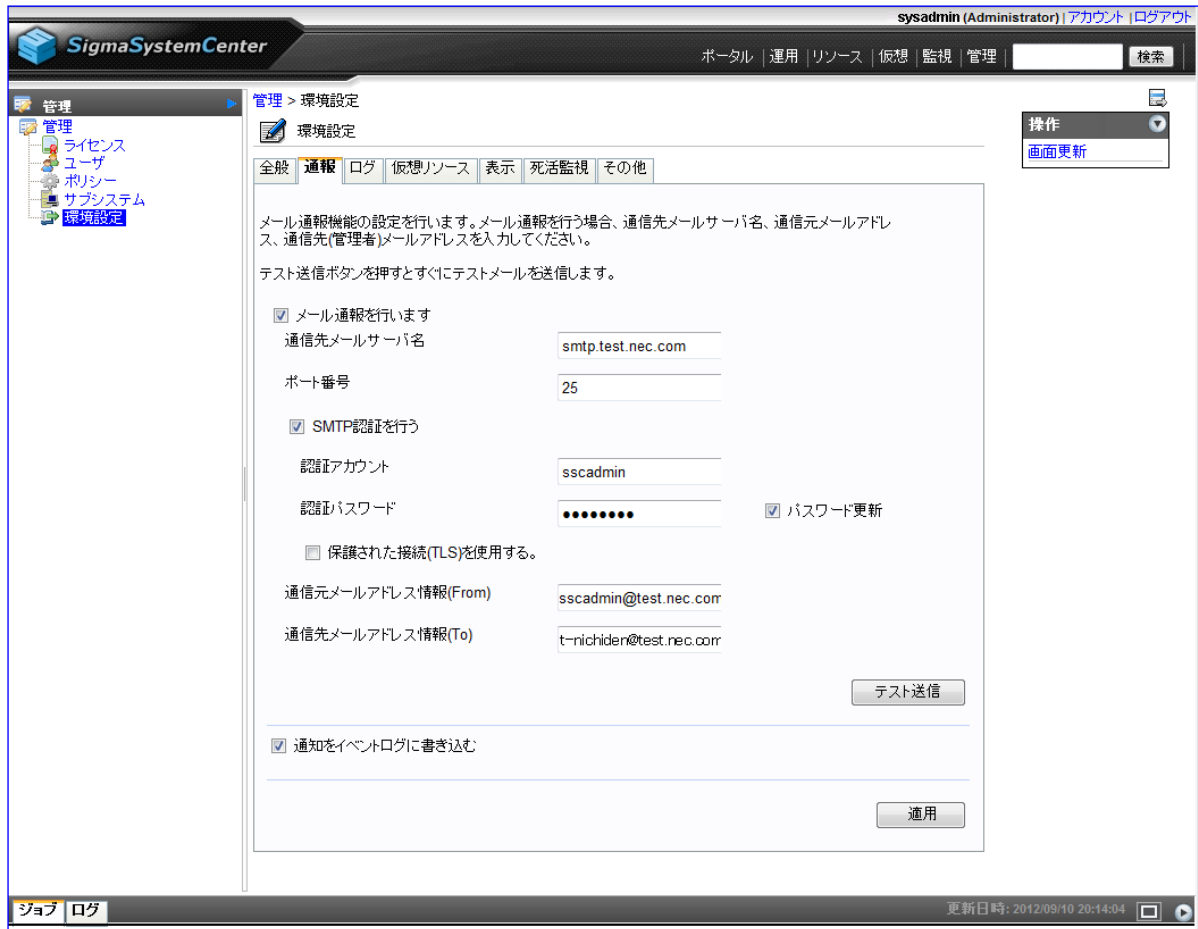 sysadmin (Administrator) | アカウント | ログアウト
SigmaSystemCenter
ポータル | 運用 | リソース | 仮想 | 監視 | 管理 |
検索
管理
管理
ライセンス
ユーザ
ポリシー
サブシステム
環境設定
管理 > 環境設定
環境設定
全般 通報 ログ 仮想リソース 表示 死活監視 その他
操作
画面更新
メール通報機能の設定を行います。メール通報を行う場合、通信先メールサーバ名、通信元メールアドレ
ス、通信先(管理者)メールアドレスを入力してください。
テスト送信ボタンを押すとすぐにテストメールを送信します。
メール通報を行います
通信先メールサーバ名 smtp.test.nec.com
ポート番号 25
SMTP認証を行う
認証アカウント sscadmin
認証パスワード ●●●●●●●● パスワード更新
保護された接続(TLS)を使用する。
通信元メールアドレス情報(From) sscadmin@test.nec.com
通信先メールアドレス情報(To) t-nichiden@test.nec.com
テスト送信
通知をイベントログに書き込む
適用
ジョブ ログ
更新日時: 2012/09/10 20:14:04